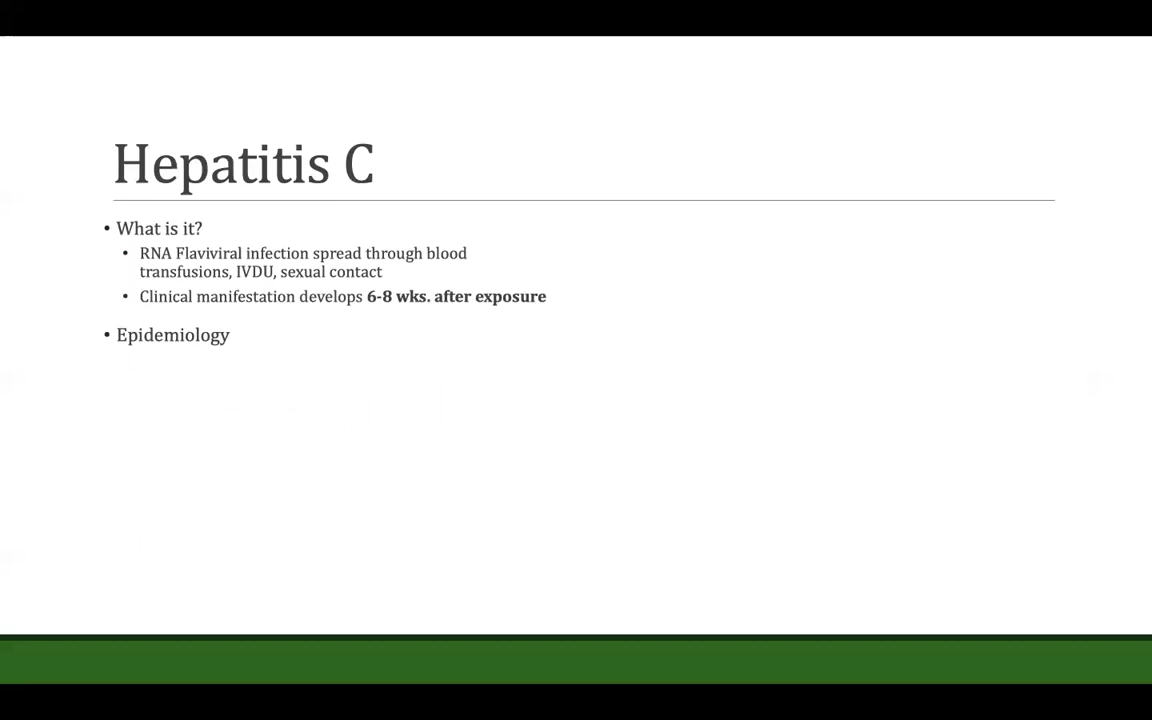 Hepatitis C
• What is it?
• RNA Flaviviral infection spread through blood
transfusions, IVDU, sexual contact
• Clinical manifestation develops 6-8 wks. after exposure
• Epidemiology